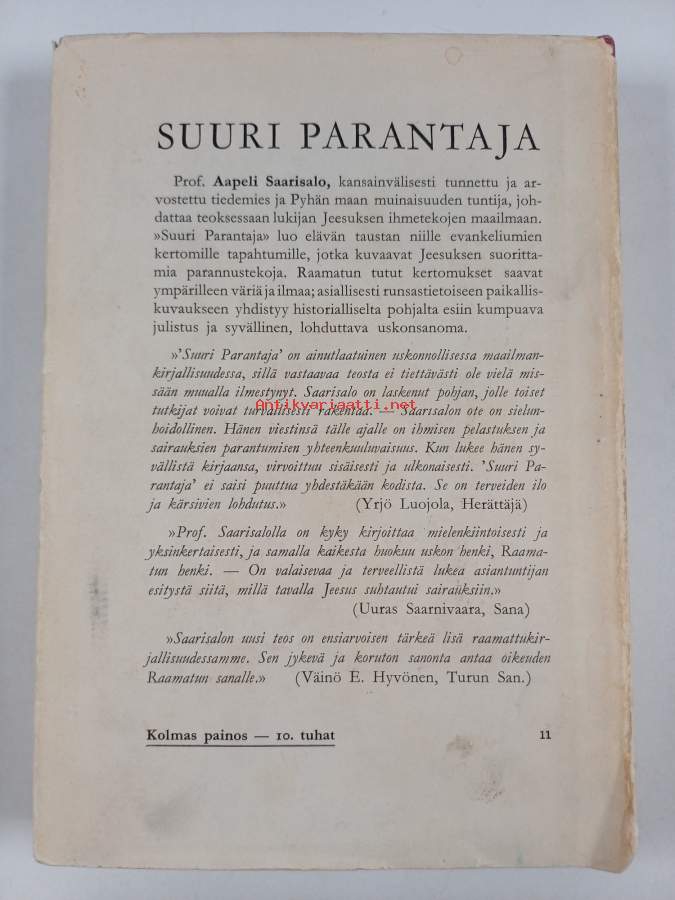 SUURI PARANTAJA
Prof. Aapeli Saarisalo, kansainvälisesti tunnettu ja ar-
vostettu tiedemies ja Pyhän maan muinaisuuden tuntija, joh-
dattaa teoksessaan lukijan Jeesuksen ihmetekojen maailmaan.
»Suuri Parantaja» luo elävän taustan niille evankeliumien
kertomille tapahtumille, jotka kuvaavat Jeesuksen suoritta-
mia parannustekoja. Raamatun tutut kertomukset saavat
ympärilleen väriä ja ilmaa; asiallisesti runsastietoiseen paikallis-
kuvaukseen yhdistyy historialliselta pohjalta esiin kumpuava
julistus ja syvällinen, lohduttava uskonsanoma.
»'Suuri Parantaja' on ainutlaatuinen uskonnollisessa maailman-
kirjallisuudessa, sillä vastaavaa teosta ei tiettävästi ole vielä mis-
sään muualla ilmestynyt. Saarisalo on laskenut pohjan, jolle toiset
tutkijat voivat turvallisesti rakentaa. — Saarisalon ote on sielun-
Antikvariaatti.net
hoidollinen. Hänen viestinsä tälle ajalle on ihmisen pelastuksen ja
sairauksien parantumisen yhteenkuuluvaisuus. Kun lukee hänen sy-
vällistä kirjaansa, virvoittuu sisäisesti ja ulkonaisesti. 'Suuri Pa-
rantaja' ei saisi puuttua yhdestäkään kodista. Se on terveiden ilo
ja kärsivien lohdutus.» (Yrjö Luojola, Herättäjä)
»Prof. Saarisalolla on kyky kirjoittaa mielenkiintoisesti ja
yksinkertaisesti, ja samalla kaikesta huokuu uskon henki, Raama-
tun henki. — On valaisevaa ja terveellistä lukea asiantuntijan
esitystä siitä, millä tavalla Jeesus suhtautui sairauksiin.»
(Uuras Saarnivaara, Sana)
»Saarisalon uusi teos on ensiarvoisen tärkeä lisä raamattukir-
jallisuudessamme. Sen jykevä ja koruton sanonta antaa oikeuden
Raamatun sanalle.» (Väinö E. Hyvönen, Turun San.)
Kolmas painos — 10. tuhat 11